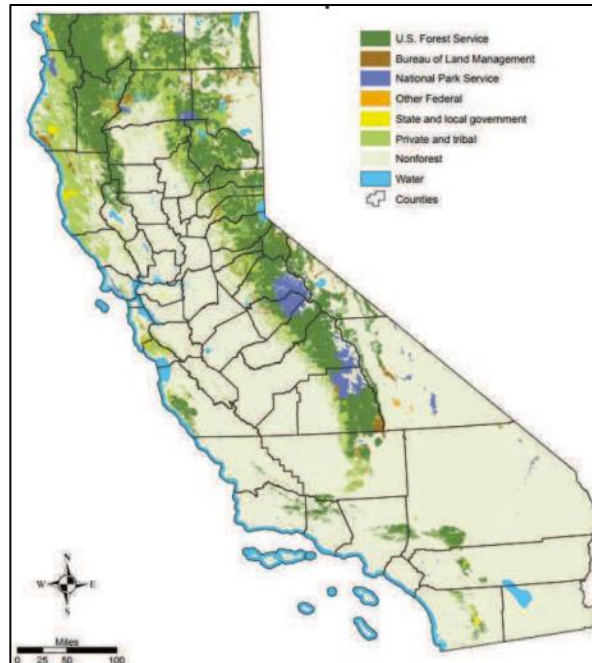 U.S. Forest Service
Bureau of Land Management
National Park Service
Other Federal
State and local government
Private and tribal
Nonforest
Water
Counties
N
W E
S
Miles
0 25 50 100